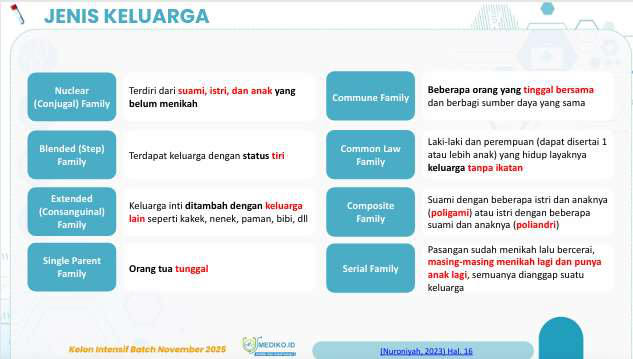 JENIS KELUARGA
Nuclear
(Conjugal) Family
Terdiri dari suami, istri, dan anak yang
belum menikah
Blended (Step)
Family
Terdapat keluarga dengan status tiri
Extended
(Consanguinal)
Family
Keluarga inti ditambah dengan keluarga
lain seperti kakek, nenek, paman, bibi, dll
Single Parent
Family
Orang tua tunggal
Commune Family
Beberapa orang yang tinggal bersama
dan berbagi sumber daya yang sama
Common Law
Family
Laki-laki dan perempuan (dapat disertai 1
atau lebih anak) yang hidup layaknya
keluarga tanpa ikatan
Composite
Family
Suami dengan beberapa istri dan anaknya
(poligami) atau istri dengan beberapa
suami dan anaknya (poliandri)
Serial Family
Pasangan sudah menikah lalu bercerai,
masing-masing menikah lagi dan punya
anak lagi, semuanya dianggap suatu
keluarga
Kelon Intensif Batch November 2025
MEDIKO.ID
(Nuroniyah, 2023) Hal. 16